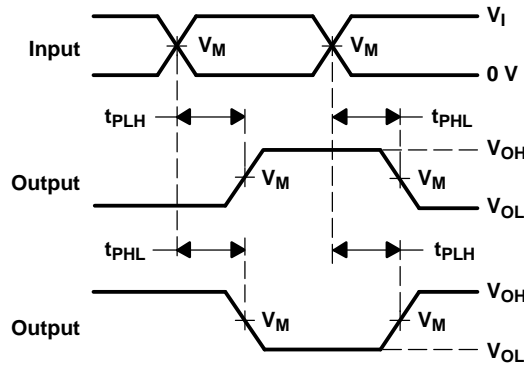 V_I
Input
V_M
V_M
0 V
t_PLH
t_PHL
V_OH
Output
V_M
V_M
V_OL
t_PHL
t_PLH
V_OH
Output
V_M
V_M
V_OL